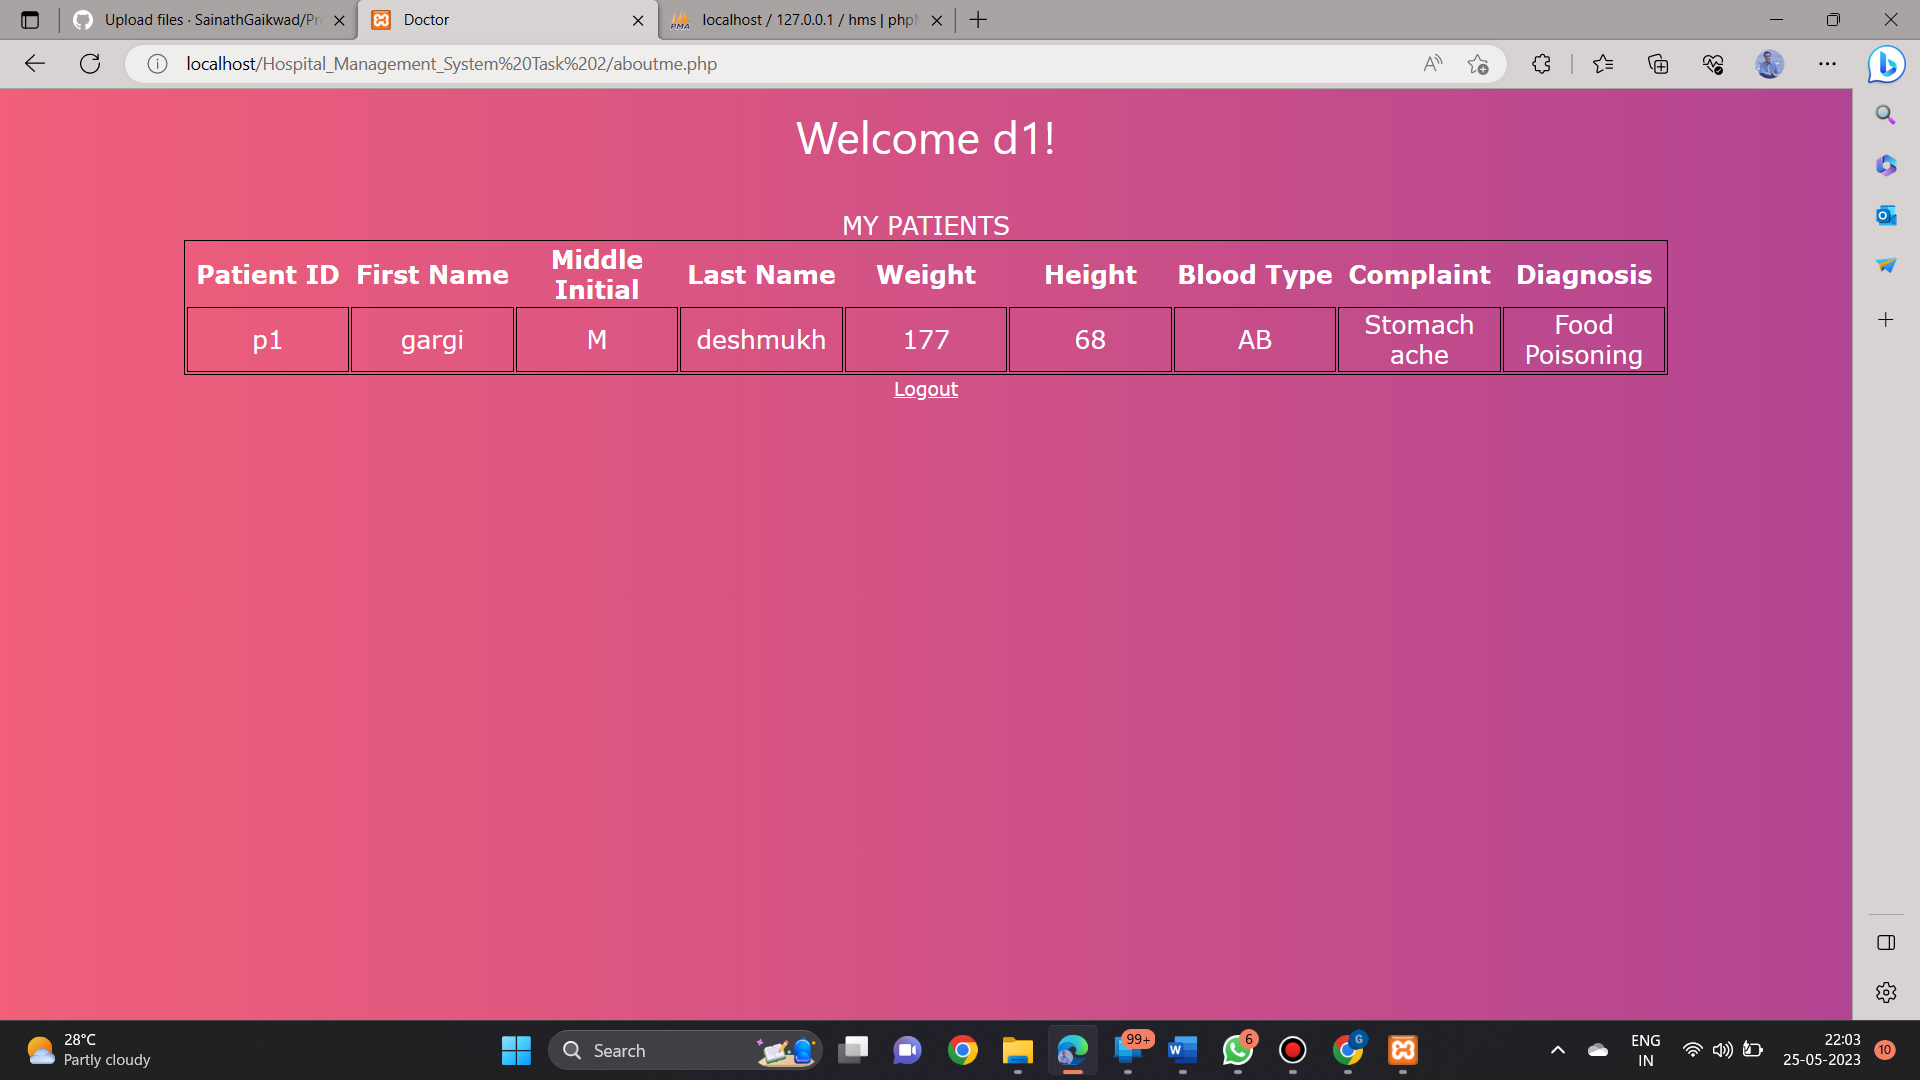 Upload files · SainathGaikwad/Pr
Doctor
localhost / 127.0.0.1 / hms | php
localhost/Hospital_Management_System%20Task%202/aboutme.php
Welcome d1!
MY PATIENTS
Patient ID First Name Middle Initial Last Name Weight Height Blood Type Complaint Diagnosis
p1 gargi M deshmukh 177 68 AB Stomach ache Food Poisoning
Logout
28°C
Partly cloudy
Search
99+
6
G
ENG
IN
22:03
25-05-2023
10